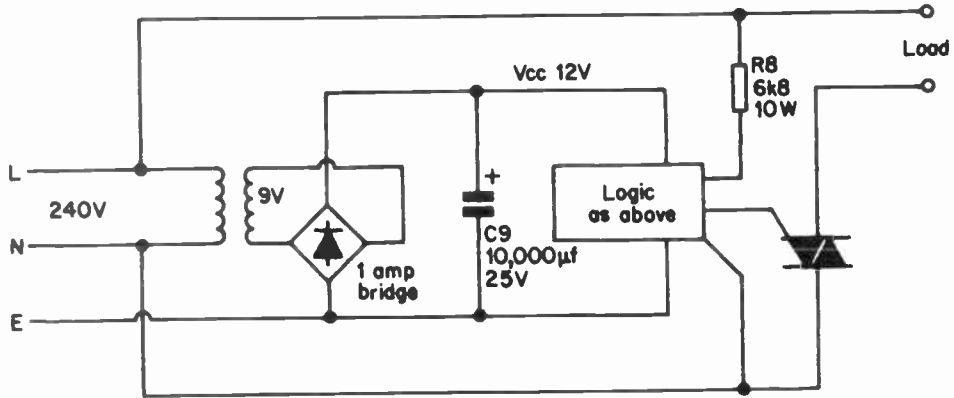 Load
R8
6k8
10W
Vcc 12V
L
240V
9V
N
Logic
as above
C9
10,000µf
25V
+
1 amp
bridge
E